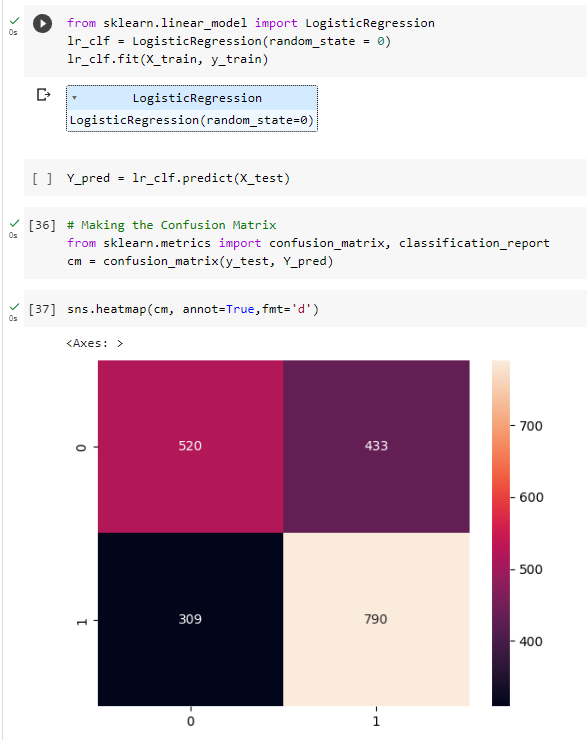 from sklearn.linear_model import LogisticRegression
0s
lr_clf = LogisticRegression(random_state = 0)
lr_clf.fit(X_train, y_train)
LogisticRegression
LogisticRegression(random_state=0)
[ ] Y_pred = lr_clf.predict(X_test)
[36] # Making the Confusion Matrix
0s
from sklearn.metrics import confusion_matrix, classification_report
cm = confusion_matrix(y_test, Y_pred)
[37] sns.heatmap(cm, annot=True,fmt='d')
0s
<Axes: >
700
0 520 433
600
500
1 309 790
400
0 1